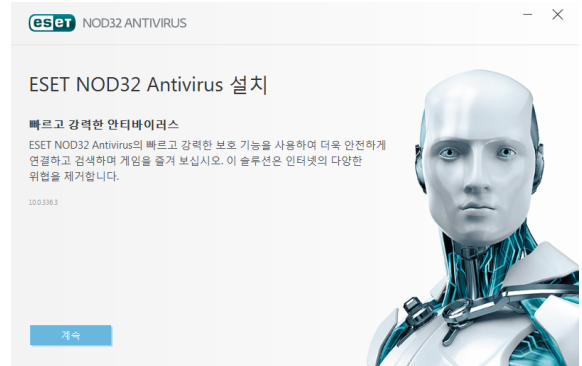 eset NOD32 ANTIVIRUS
ESET NOD32 Antivirus 설치
빠르고 강력한 안티바이러스
ESET NOD32 Antivirus의 빠르고 강력한 보호 기능을 사용하여 더욱 안전하게
연결하고 검색하며 게임을 즐겨 보십시오. 이 솔루션은 인터넷의 다양한
위협을 제거합니다.
10.0.336.3
계속